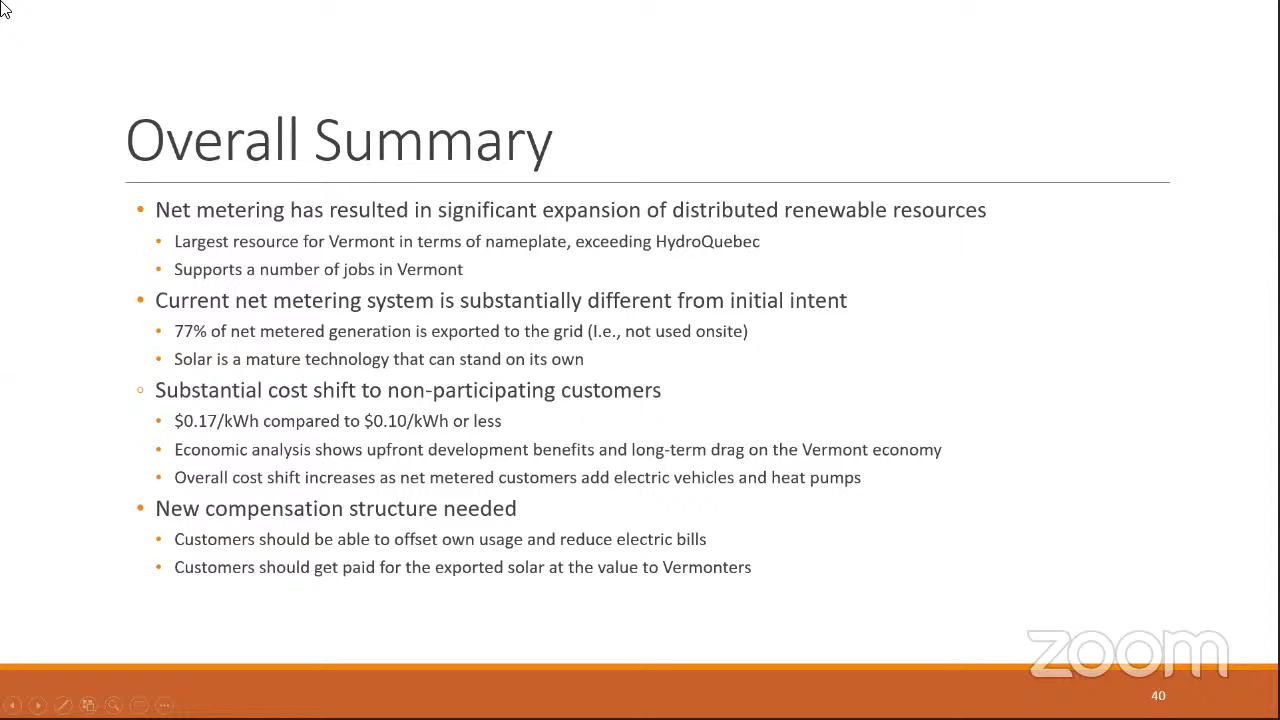 Overall Summary
• Net metering has resulted in significant expansion of distributed renewable resources
• Largest resource for Vermont in terms of nameplate, exceeding HydroQuebec
• Supports a number of jobs in Vermont
• Current net metering system is substantially different from initial intent
• 77% of net metered generation is exported to the grid (I.e., not used onsite)
• Solar is a mature technology that can stand on its own
◦ Substantial cost shift to non-participating customers
• $0.17/kWh compared to $0.10/kWh or less
• Economic analysis shows upfront development benefits and long-term drag on the Vermont economy
• Overall cost shift increases as net metered customers add electric vehicles and heat pumps
• New compensation structure needed
• Customers should be able to offset own usage and reduce electric bills
• Customers should get paid for the exported solar at the value to Vermonters
zoom
40